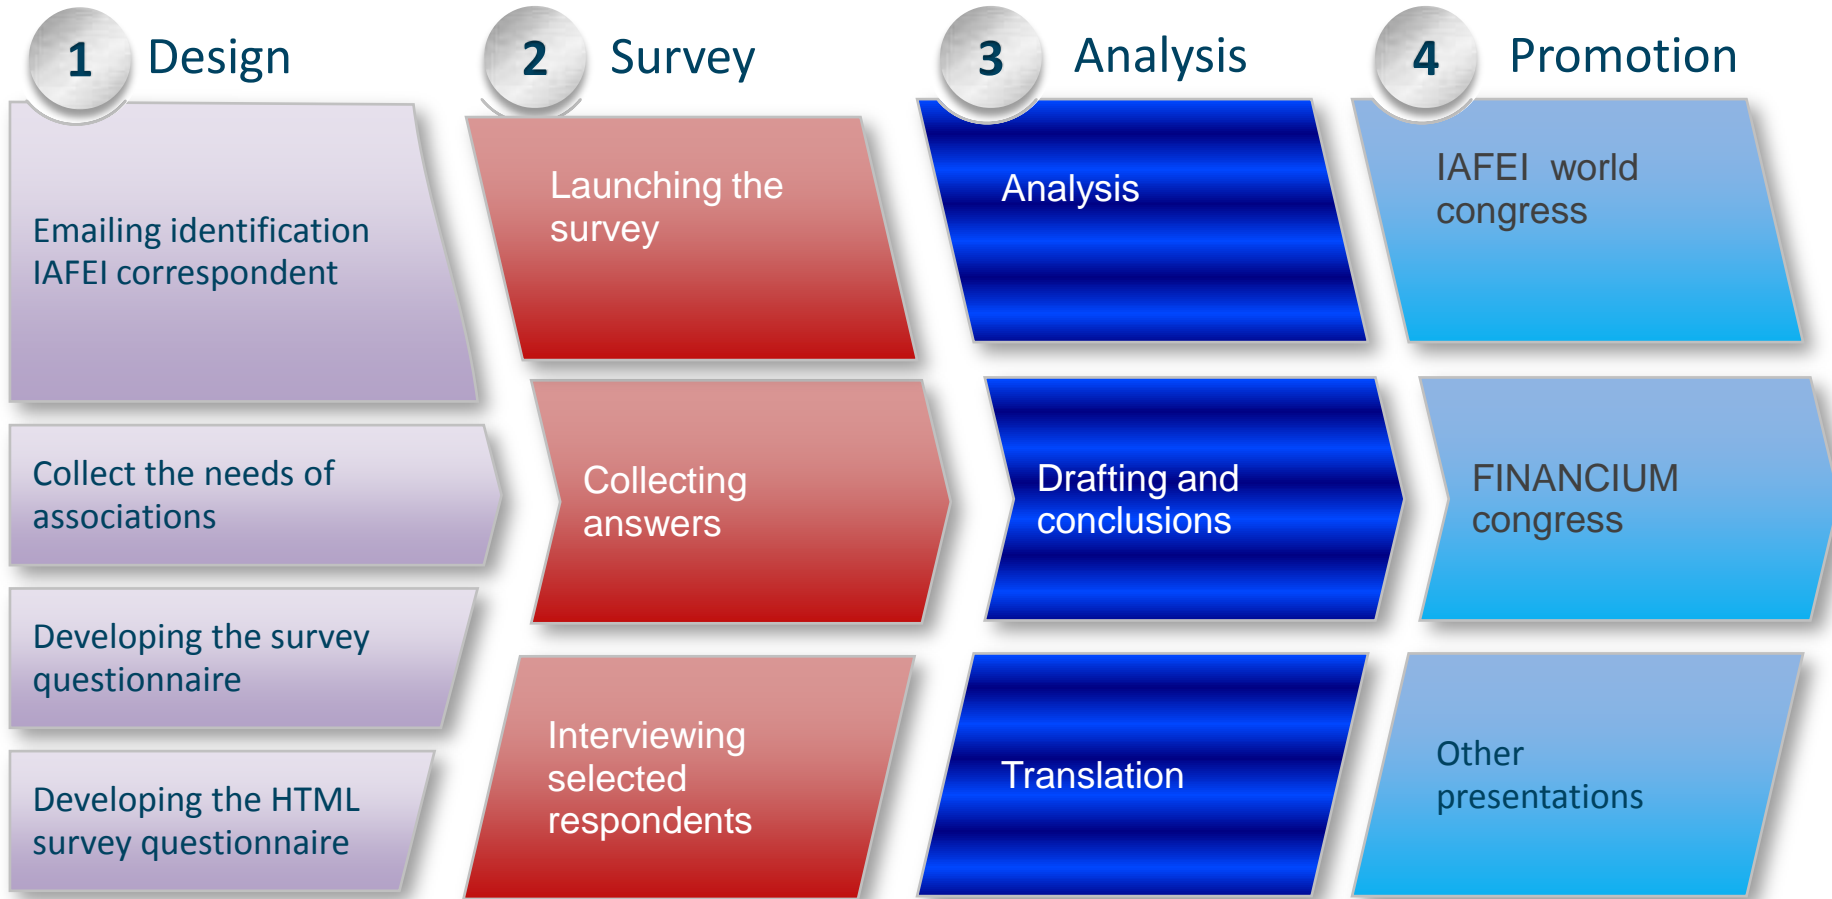 1 Design
Emailing identification
IAFEI correspondent
Collect the needs of
associations
Developing the survey
questionnaire
Developing the HTML
survey questionnaire
2 Survey
Launching the
survey
Collecting
answers
Interviewing
selected
respondents
3 Analysis
Analysis
Drafting and
conclusions
Translation
4 Promotion
IAFEI world
congress
FINANCIUM
congress
Other
presentations